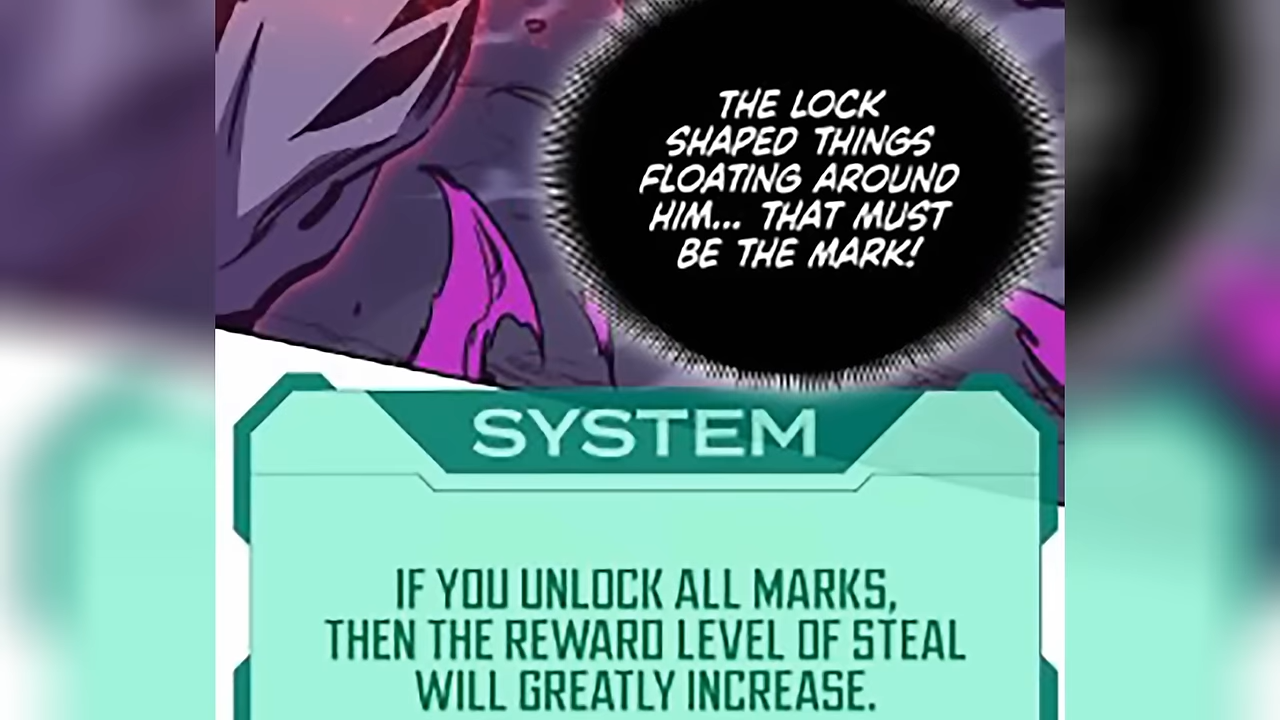 THE LOCK
SHAPED THINGS
FLOATING AROUND
HIM... THAT MUST
BE THE MARK!
SYSTEM
IF YOU UNLOCK ALL MARKS,
THEN THE REWARD LEVEL OF STEAL
WILL GREATLY INCREASE.